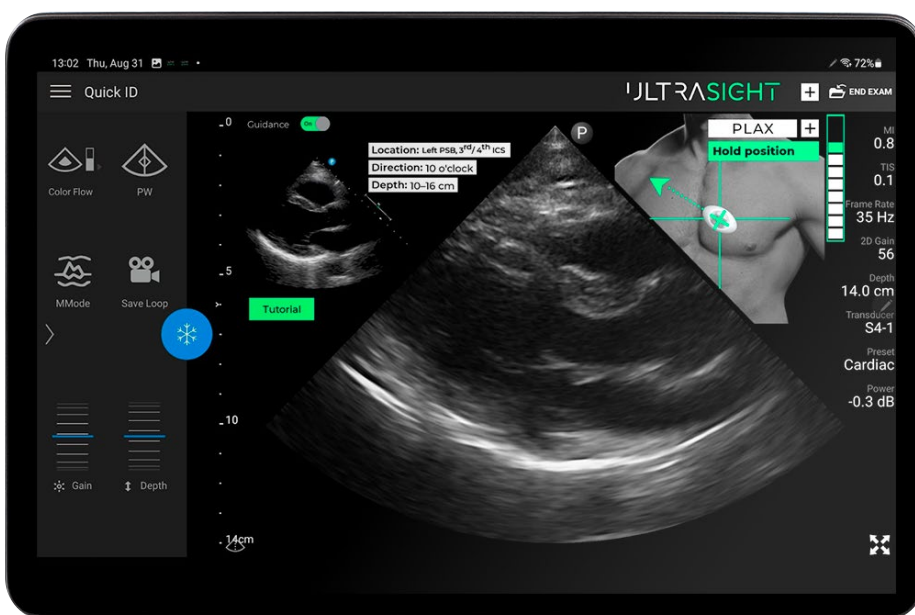 13:02 Thu, Aug 31
72%
Quick ID
ULTRASIGHT
END EXAM
Color Flow
PW
MMode
Save Loop
Gain
Depth
0
Guidance
On
Location: Left PSB, 3rd/4th ICS
Direction: 10 o'clock
Depth: 10–16 cm
Tutorial
5
10
14cm
P
PLAX
Hold position
MI
0.8
TIS
0.1
Frame Rate
35 Hz
2D Gain
56
Depth
14.0 cm
Transducer
S4-1
Preset
Cardiac
Power
-0.3 dB